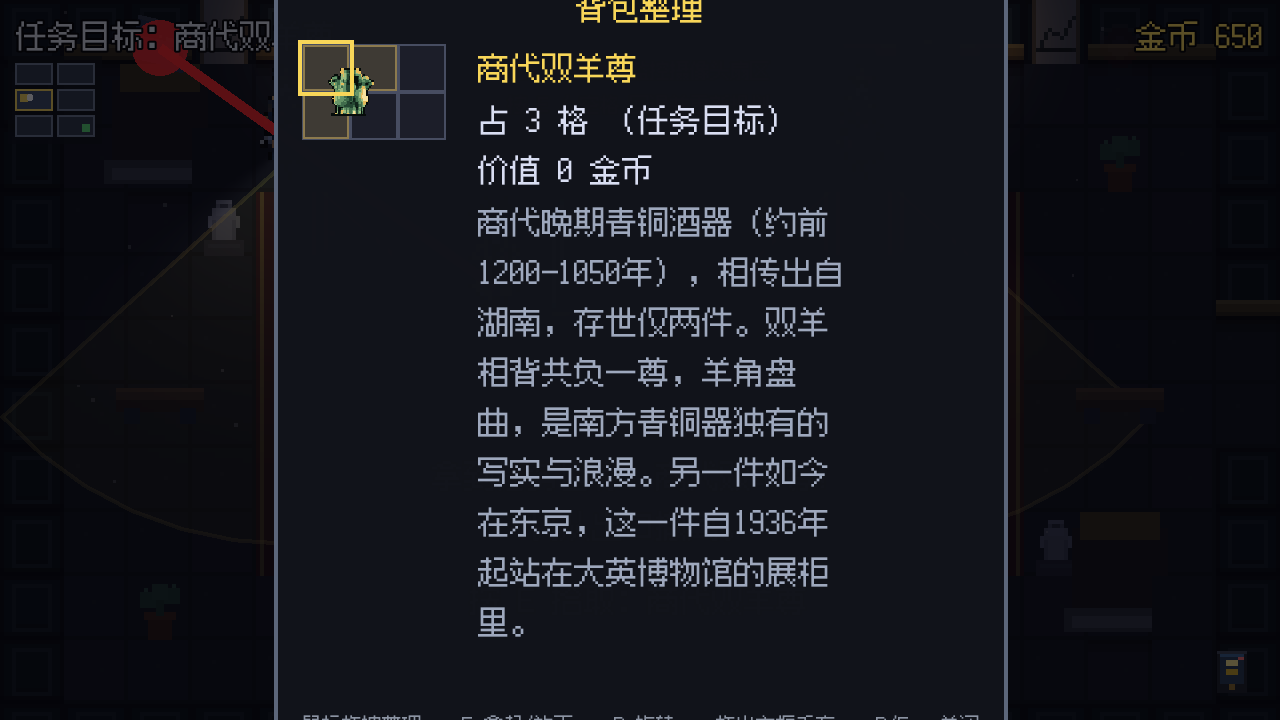 背包整理
任务目标：商代双
金币 650
商代双羊尊
占 3 格 （任务目标）
价值 0 金币
商代晚期青铜酒器（约前
1200-1050年），相传出自
湖南，存世仅两件。双羊
相背共负一尊，羊角盘
曲，是南方青铜器独有的
写实与浪漫。另一件如今
在东京，这一件自1936年
起站在大英博物馆的展柜
里。